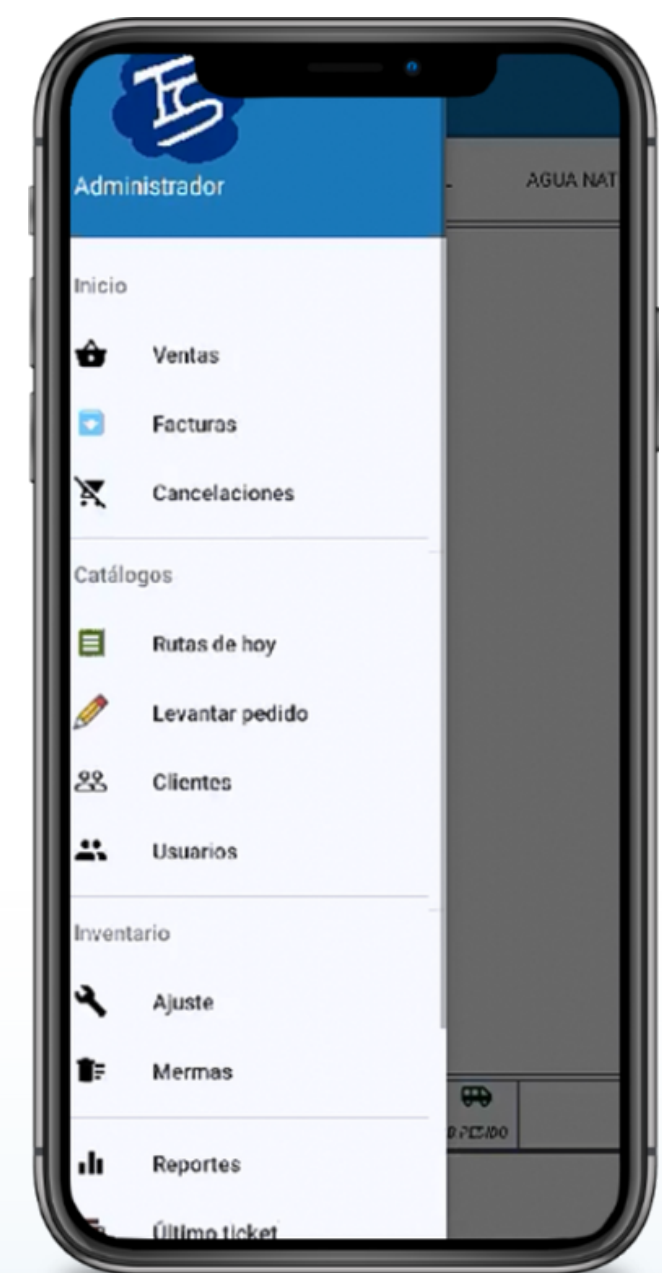 Administrador
AGUA NAT
Inicio
Ventas
Facturas
Cancelaciones
Catálogos
Rutas de hoy
Levantar pedido
Clientes
Usuarios
Inventario
Ajuste
Mermas
PEDIDO
Reportes
Último ticket